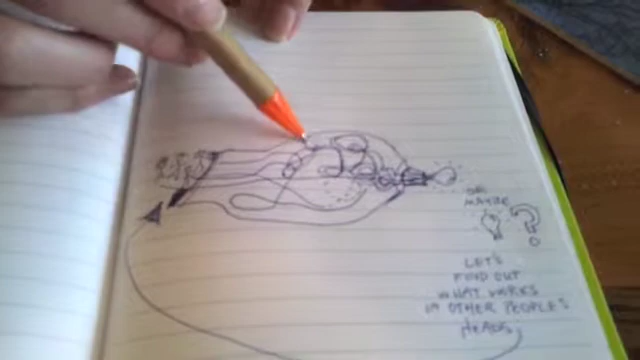 OR
MAYBE
?
LET'S
FIND OUT
WHAT WORKS
IN OTHER PEOPLE'S
HEADS